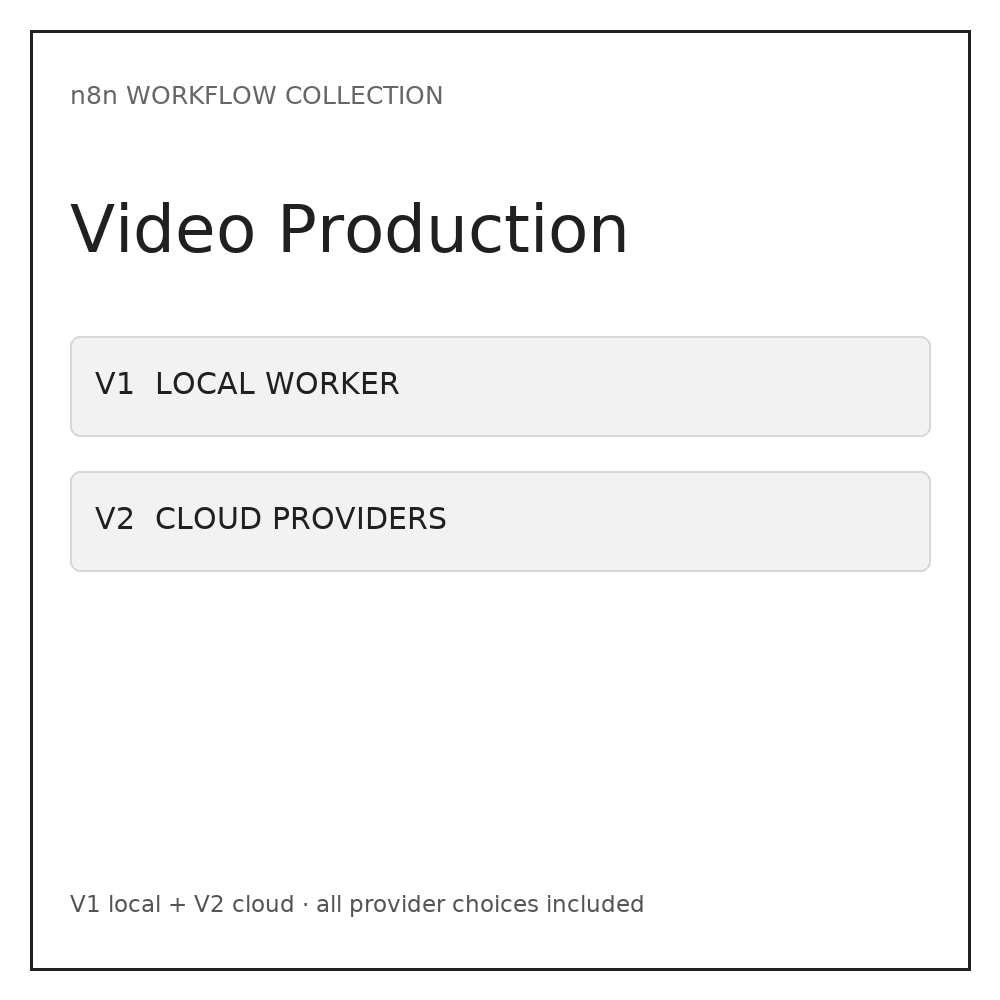 n8n WORKFLOW COLLECTION
Video Production
V1  LOCAL WORKER
V2  CLOUD PROVIDERS
V1 local + V2 cloud · all provider choices included